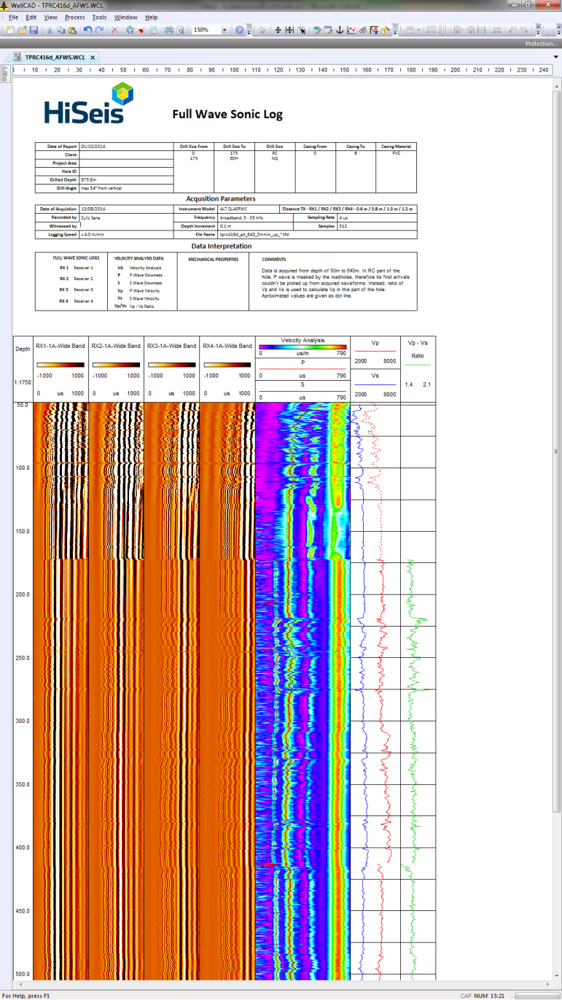 WellCAD - TPRC416d_AFWS.WCL
File Edit View Process Tools Window Help
150%
Protection...
TPRC416d_AFWS.WCL
Litho
10 20 30 40 50 60 70 80 90 100 110 120 130 140 150 160 170 180 190 200 210 220 230 240
HiSeis
Full Wave Sonic Log
Date of Report 01/10/2014 Drill Size From Drill Size To Drill Size Casing From Casing To Casing Material
Client 0 175 RC 0 6 PVC
175 EOH NQ
Project Area
Hole ID
Drilled Depth 675.6m
Drill Angle max 34° from vertical
Acqusition Parameters
Date of Acquistion 13/08/2014 Instrument Model ALT QL40FWS Distance TX - RX1 / RX2 / RX3 / RX4 - 0.6 m / 0.8 m / 1.0 m / 1.2 m
Recorded by Zulic Sana Frequency broadband, 5 - 35 kHz Sampling Rate 4 us
Witnessed by Depth Increment 0.1 m Samples 512
Logging Speed < 4.0 m/min File Name tprc416d_alt_640_3mmin_up_*.tfd
Data Interpretation
FULL WAVE SONIC LOGS VELOCITY ANALYSIS DATA MECHANICAL PROPERTIES COMMENTS
RX 1 Receiver 1
RX 2 Receiver 2
RX 3 Receiver 3
RX 4 Receiver 4
VA Velocity Analysis
P P Wave Slowness
S S Wave Slowness
Vp P Wave Velocity
Vs S Wave Velocity
Vp/Vs Vp - Vs Ratio
Data is acquired from depth of 50m to 640m. In RC part of the
hole, P wave is masked by the roadnoise, therefore its first arrivals
couldn't be picked up from acquired waveforms. Instead, ratio of
Vp and Vs is used to calculate Vp in this part of the hole.
Aproximated values are given as dot line.
Depth
1:1750
RX1-1A-Wide Band RX2-1A-Wide Band RX3-1A-Wide Band RX4-1A-Wide Band
-1000 1000 -1000 1000 -1000 1000 -1000 1000
0 us 1000 0 us 1000 0 us 1000 0 us 1000
Velocity Analysis
0 us/m 790
P
0 us 790
S
0 us 790
Vp
2000 8000
Vs
2000 8000
Vp - Vs
Ratio
1.4 2.1
50.0
100.0
150.0
200.0
250.0
300.0
350.0
400.0
450.0
500.0
For Help, press F1
CAP NUM 15:21